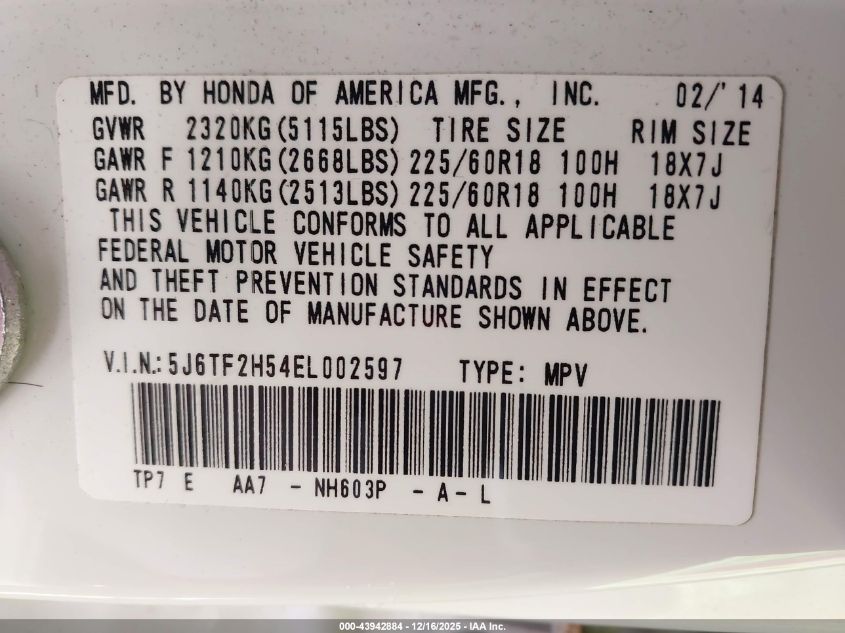 MFD. BY HONDA OF AMERICA MFG., INC. 02/'14
GVWR 2320KG(5115LBS) TIRE SIZE RIM SIZE
GAWR F 1210KG(2668LBS) 225/60R18 100H 18X7J
GAWR R 1140KG(2513LBS) 225/60R18 100H 18X7J
THIS VEHICLE CONFORMS TO ALL APPLICABLE
FEDERAL MOTOR VEHICLE SAFETY
AND THEFT PREVENTION STANDARDS IN EFFECT
ON THE DATE OF MANUFACTURE SHOWN ABOVE.
V.I.N.: 5J6TF2H54EL002597 TYPE: MPV
TP7 E AA7 - NH603P - A - L
000-43942884 / 12/16/2025 - IAA Inc.